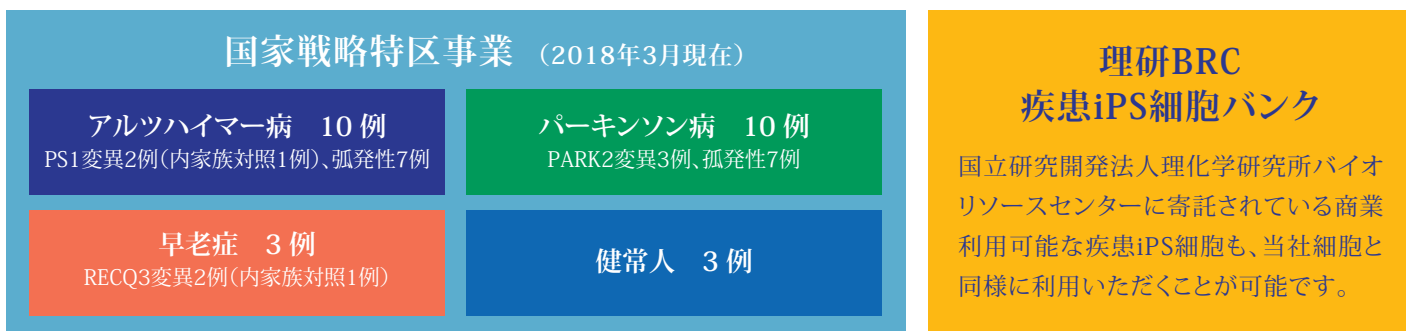 国家戦略特区事業 （2018年3月現在）
アルツハイマー病 10 例
PS1変異2例（内家族対照1例）、弧発性7例
パーキンソン病 10 例
PARK2変異3例、孤発性7例
早老症 3 例
RECQ3変異2例（内家族対照1例）
健常人 3 例
理研BRC
疾患iPS細胞バンク
国立研究開発法人理化学研究所バイオ
リソースセンターに寄託されている商業
利用可能な疾患iPS細胞も、当社細胞と
同様に利用いただくことが可能です。